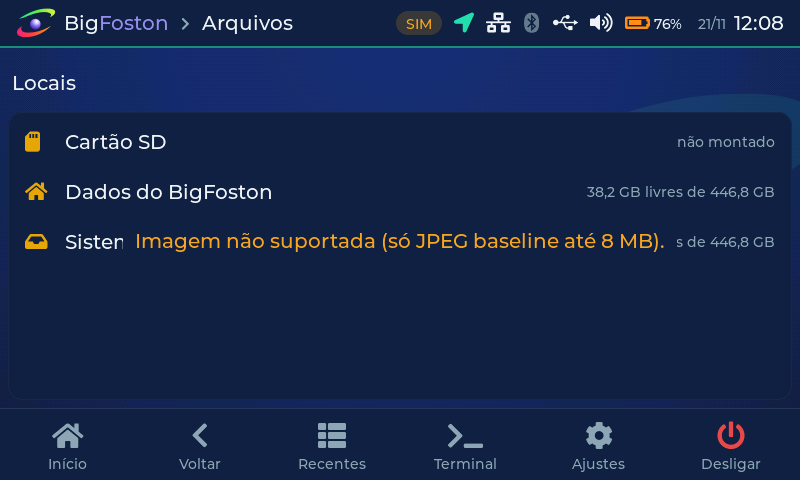 BigFoston > Arquivos
SIM
76%
21/11 12:08
Locais
Cartão SD
não montado
Dados do BigFoston
38,2 GB livres de 446,8 GB
Imagem não suportada (só JPEG baseline até 8 MB).
s de 446,8 GB
Início
Voltar
Recentes
Terminal
Ajustes
Desligar